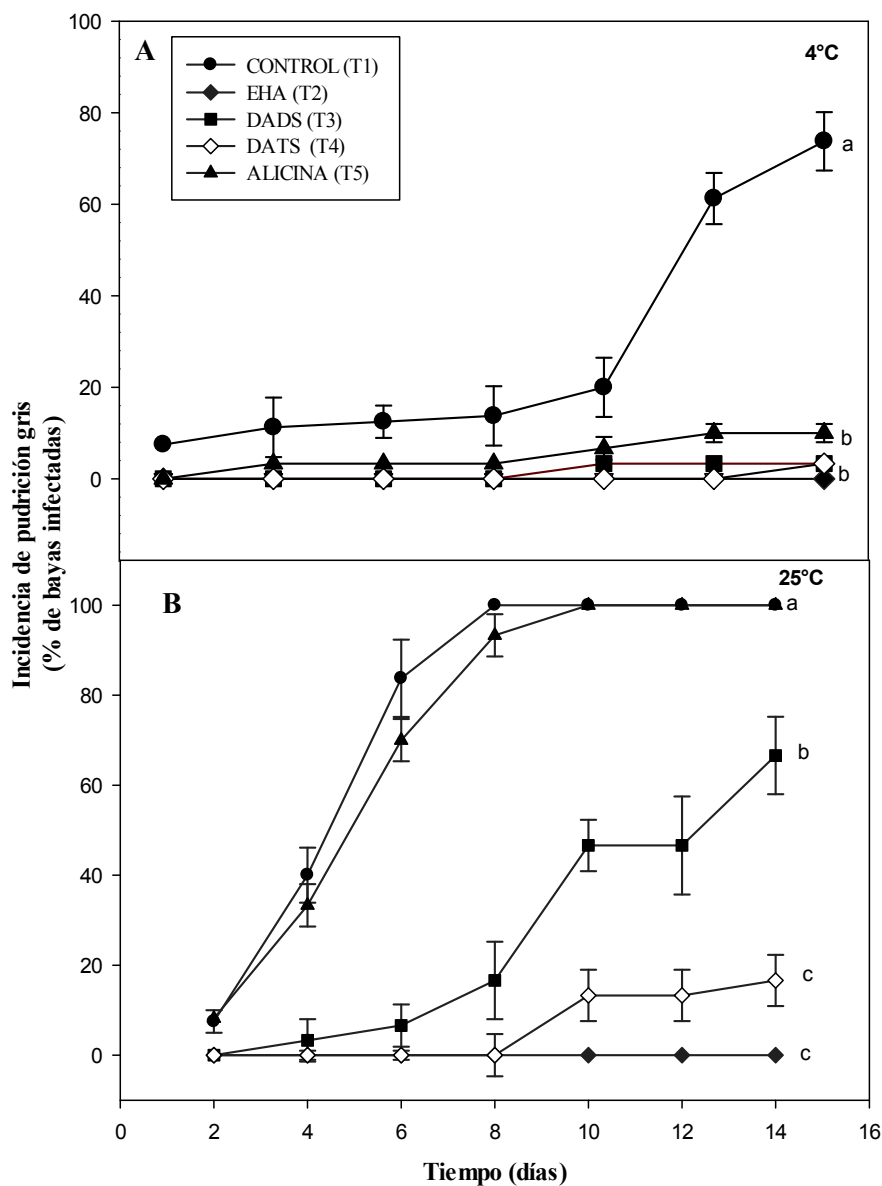 A
4°C
CONTROL (T1)
EHA (T2)
DADS (T3)
DATS (T4)
ALICINA (T5)
100
80
60
40
20
0
a
b
b
Incidencia de pudrición gris
(% de bayas infectadas)
B
25°C
100
80
60
40
20
0
a
b
c
c
0 2 4 6 8 10 12 14 16
Tiempo (días)